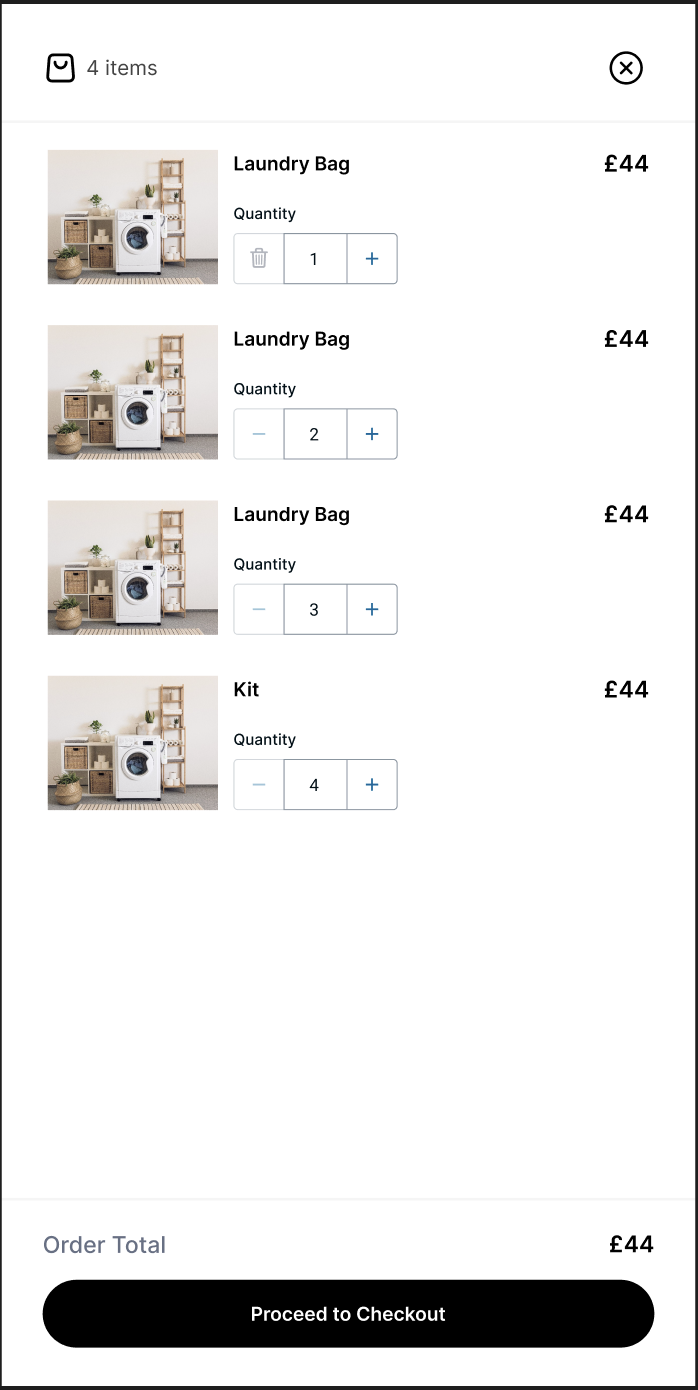 4 items
Laundry Bag £44
Quantity
1 +
Laundry Bag £44
Quantity
− 2 +
Laundry Bag £44
Quantity
− 3 +
Kit £44
Quantity
− 4 +
Order Total £44
Proceed to Checkout